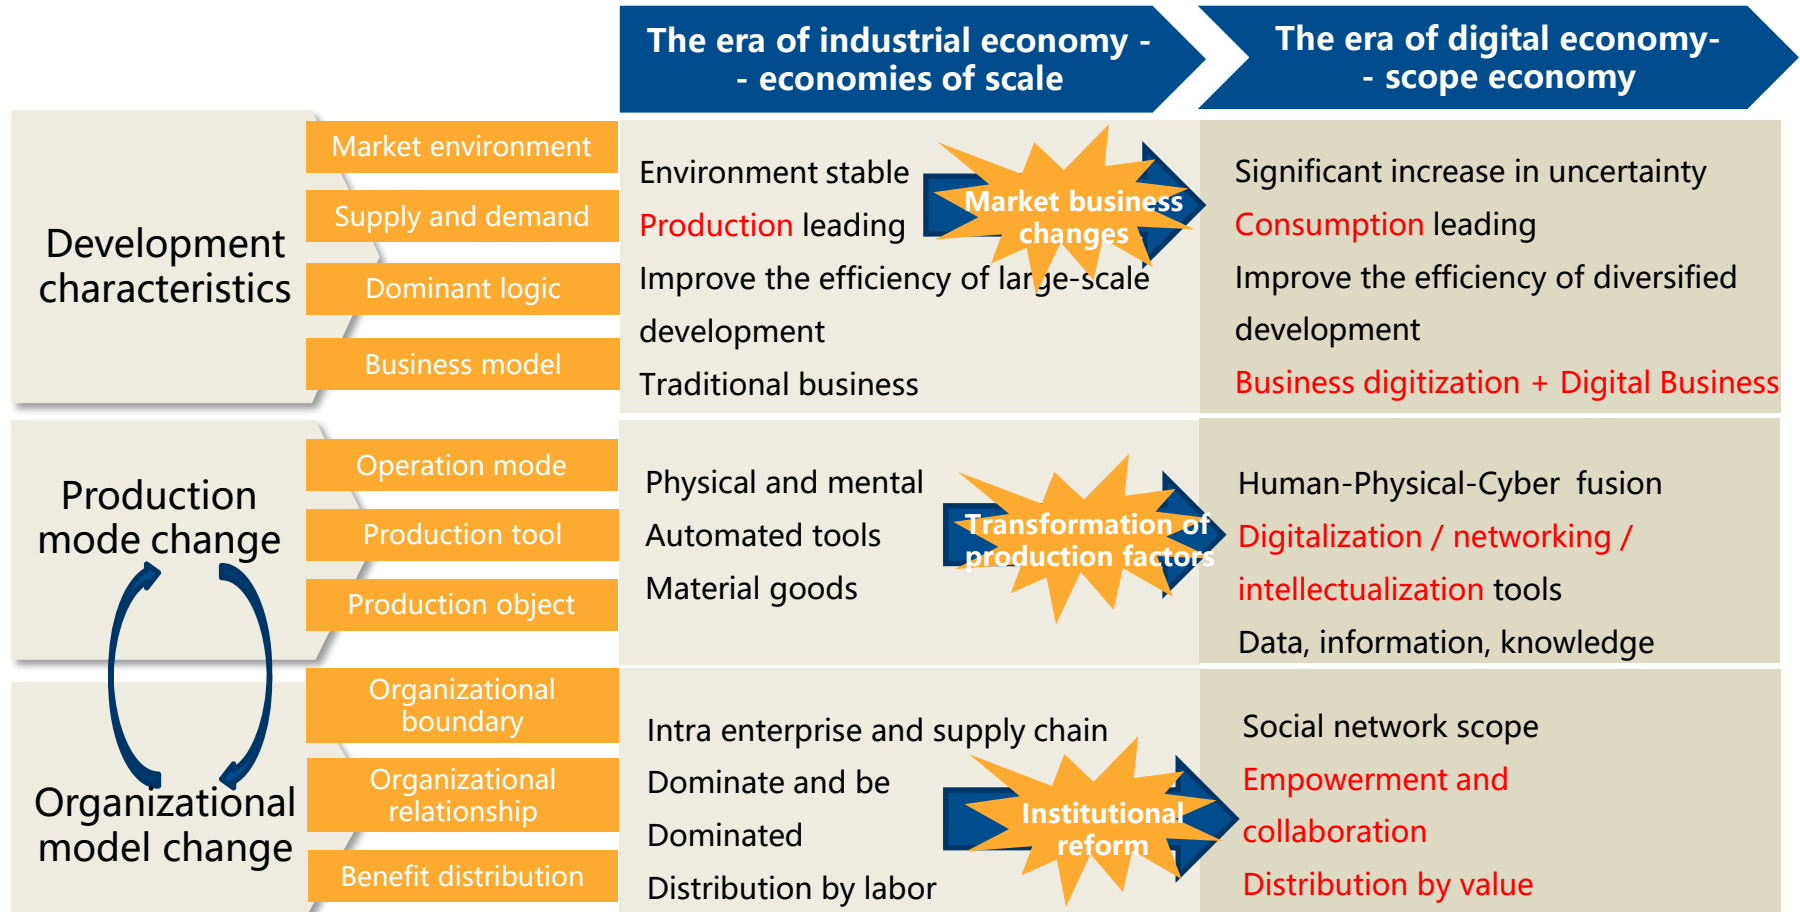 The era of industrial economy -
- economies of scale
The era of digital economy-
- scope economy
Development
characteristics
Market environment
Supply and demand
Dominant logic
Business model
Environment stable
Production leading
Improve the efficiency of large-scale
development
Traditional business
Market business
changes
Significant increase in uncertainty
Consumption leading
Improve the efficiency of diversified
development
Business digitization + Digital Business
Production
mode change
Operation mode
Production tool
Production object
Physical and mental
Automated tools
Material goods
Transformation of
production factors
Human-Physical-Cyber fusion
Digitalization / networking /
intellectualization tools
Data, information, knowledge
Organizational
model change
Organizational
boundary
Organizational
relationship
Benefit distribution
Intra enterprise and supply chain
Dominate and be
Dominated
Distribution by labor
Institutional
reform
Social network scope
Empowerment and
collaboration
Distribution by value